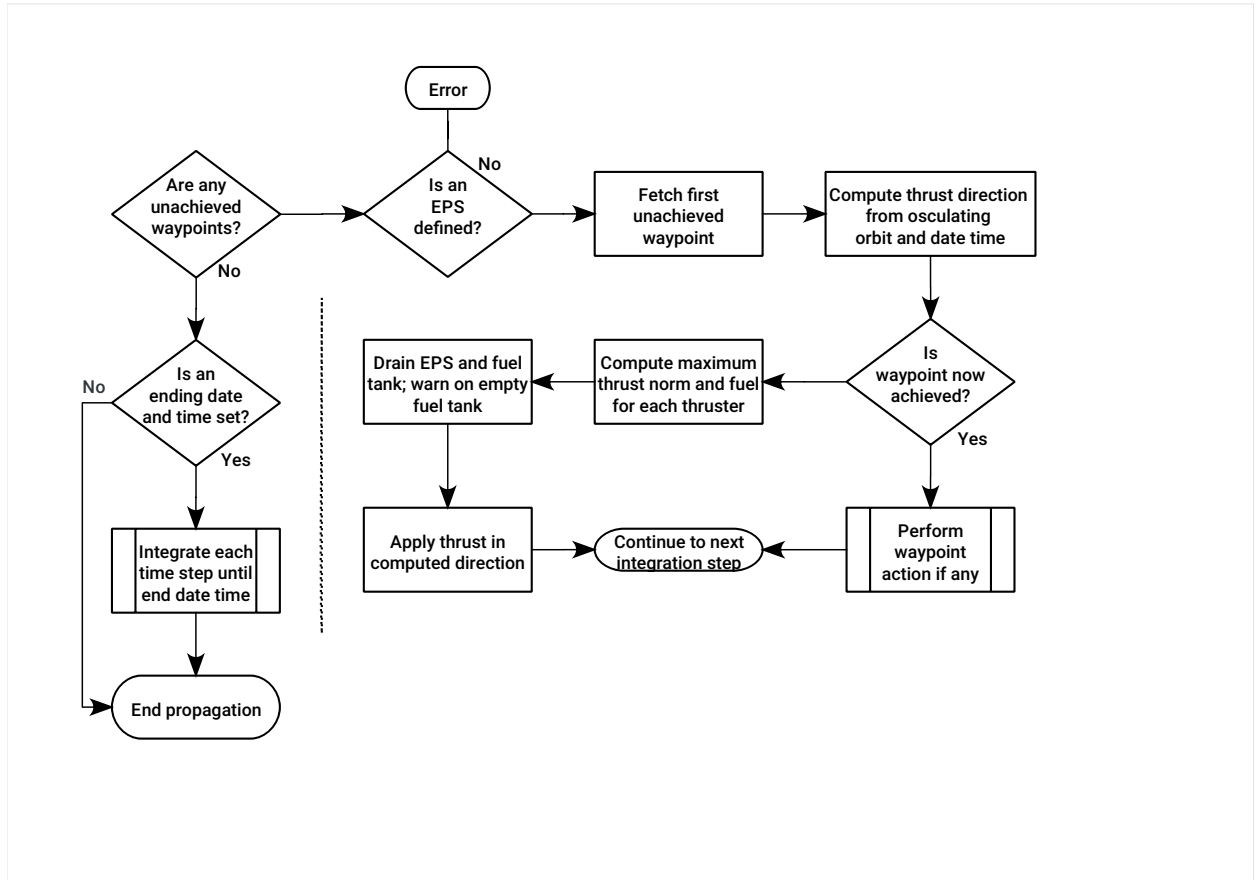 Error
Are any
unachieved
waypoints?
No
Is an
EPS
defined?
No
Fetch first
unachieved
waypoint
Compute thrust direction
from osculating
orbit and date time
Is
waypoint now
achieved?
Yes
Compute maximum
thrust norm and fuel
for each thruster
Drain EPS and fuel
tank; warn on empty
fuel tank
Apply thrust in
computed direction
Continue to next
integration step
Perform
waypoint
action if any
Is an
ending date
and time set?
No
Yes
Integrate each
time step until
end date time
End propagation